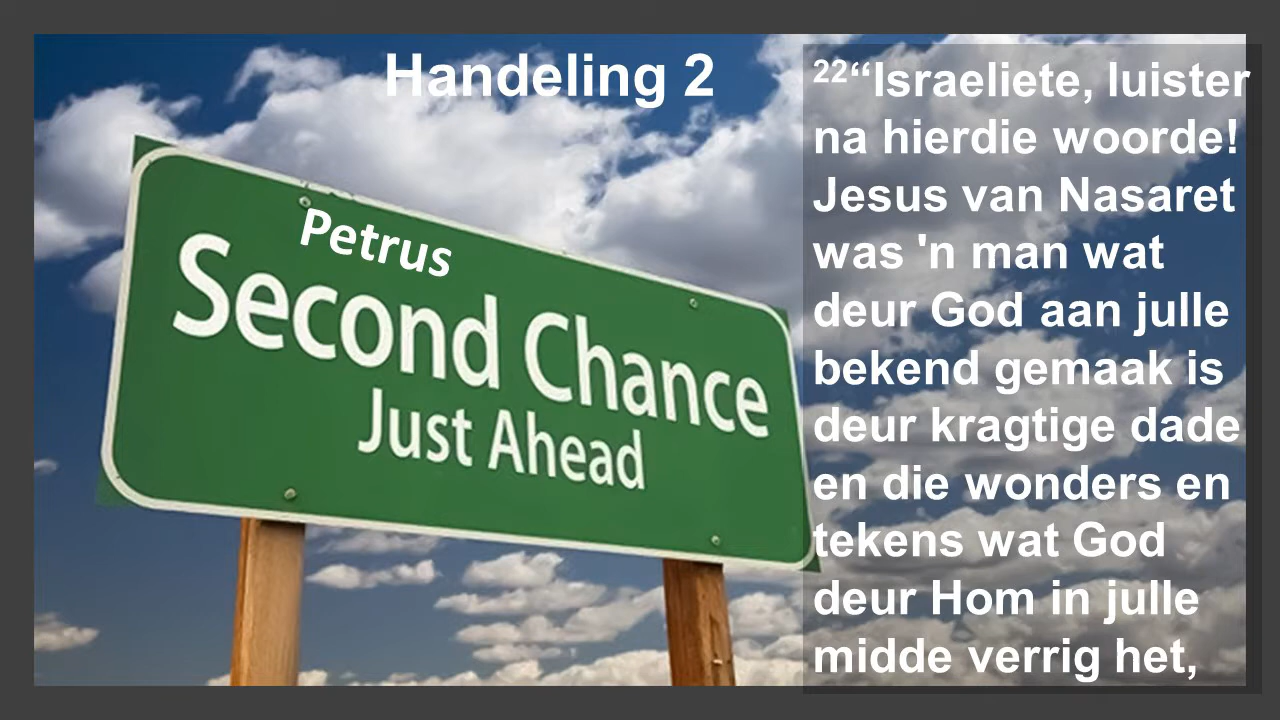 Handeling 2
Petrus
Second Chance
Just Ahead
²²“Israeliete, luister
na hierdie woorde!
Jesus van Nasaret
was 'n man wat
deur God aan julle
bekend gemaak is
deur kragtige dade
en die wonders en
tekens wat God
deur Hom in julle
midde verrig het,